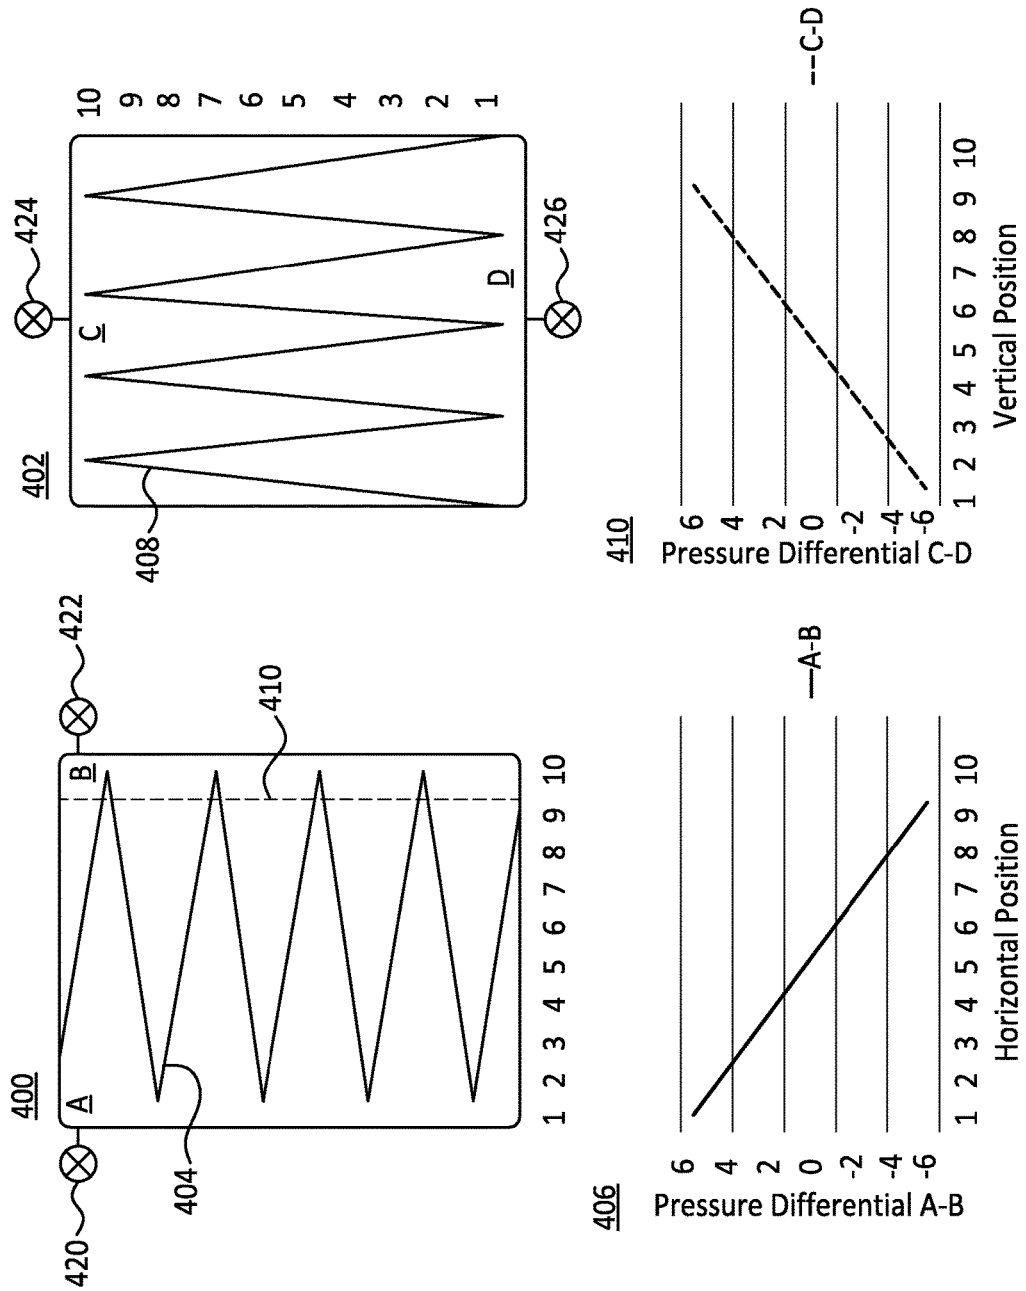 400
A
B
420
422
404
410
1 2 3 4 5 6 7 8 9 10
402
C
D
424
426
408
10
9
8
7
6
5
4
3
2
1
406
Pressure Differential A-B
6
4
2
0
-2
-4
-6
1 2 3 4 5 6 7 8 9 10
Horizontal Position
A-B
410
Pressure Differential C-D
6
4
2
0
-2
-4
-6
1 2 3 4 5 6 7 8 9 10
Vertical Position
C-D